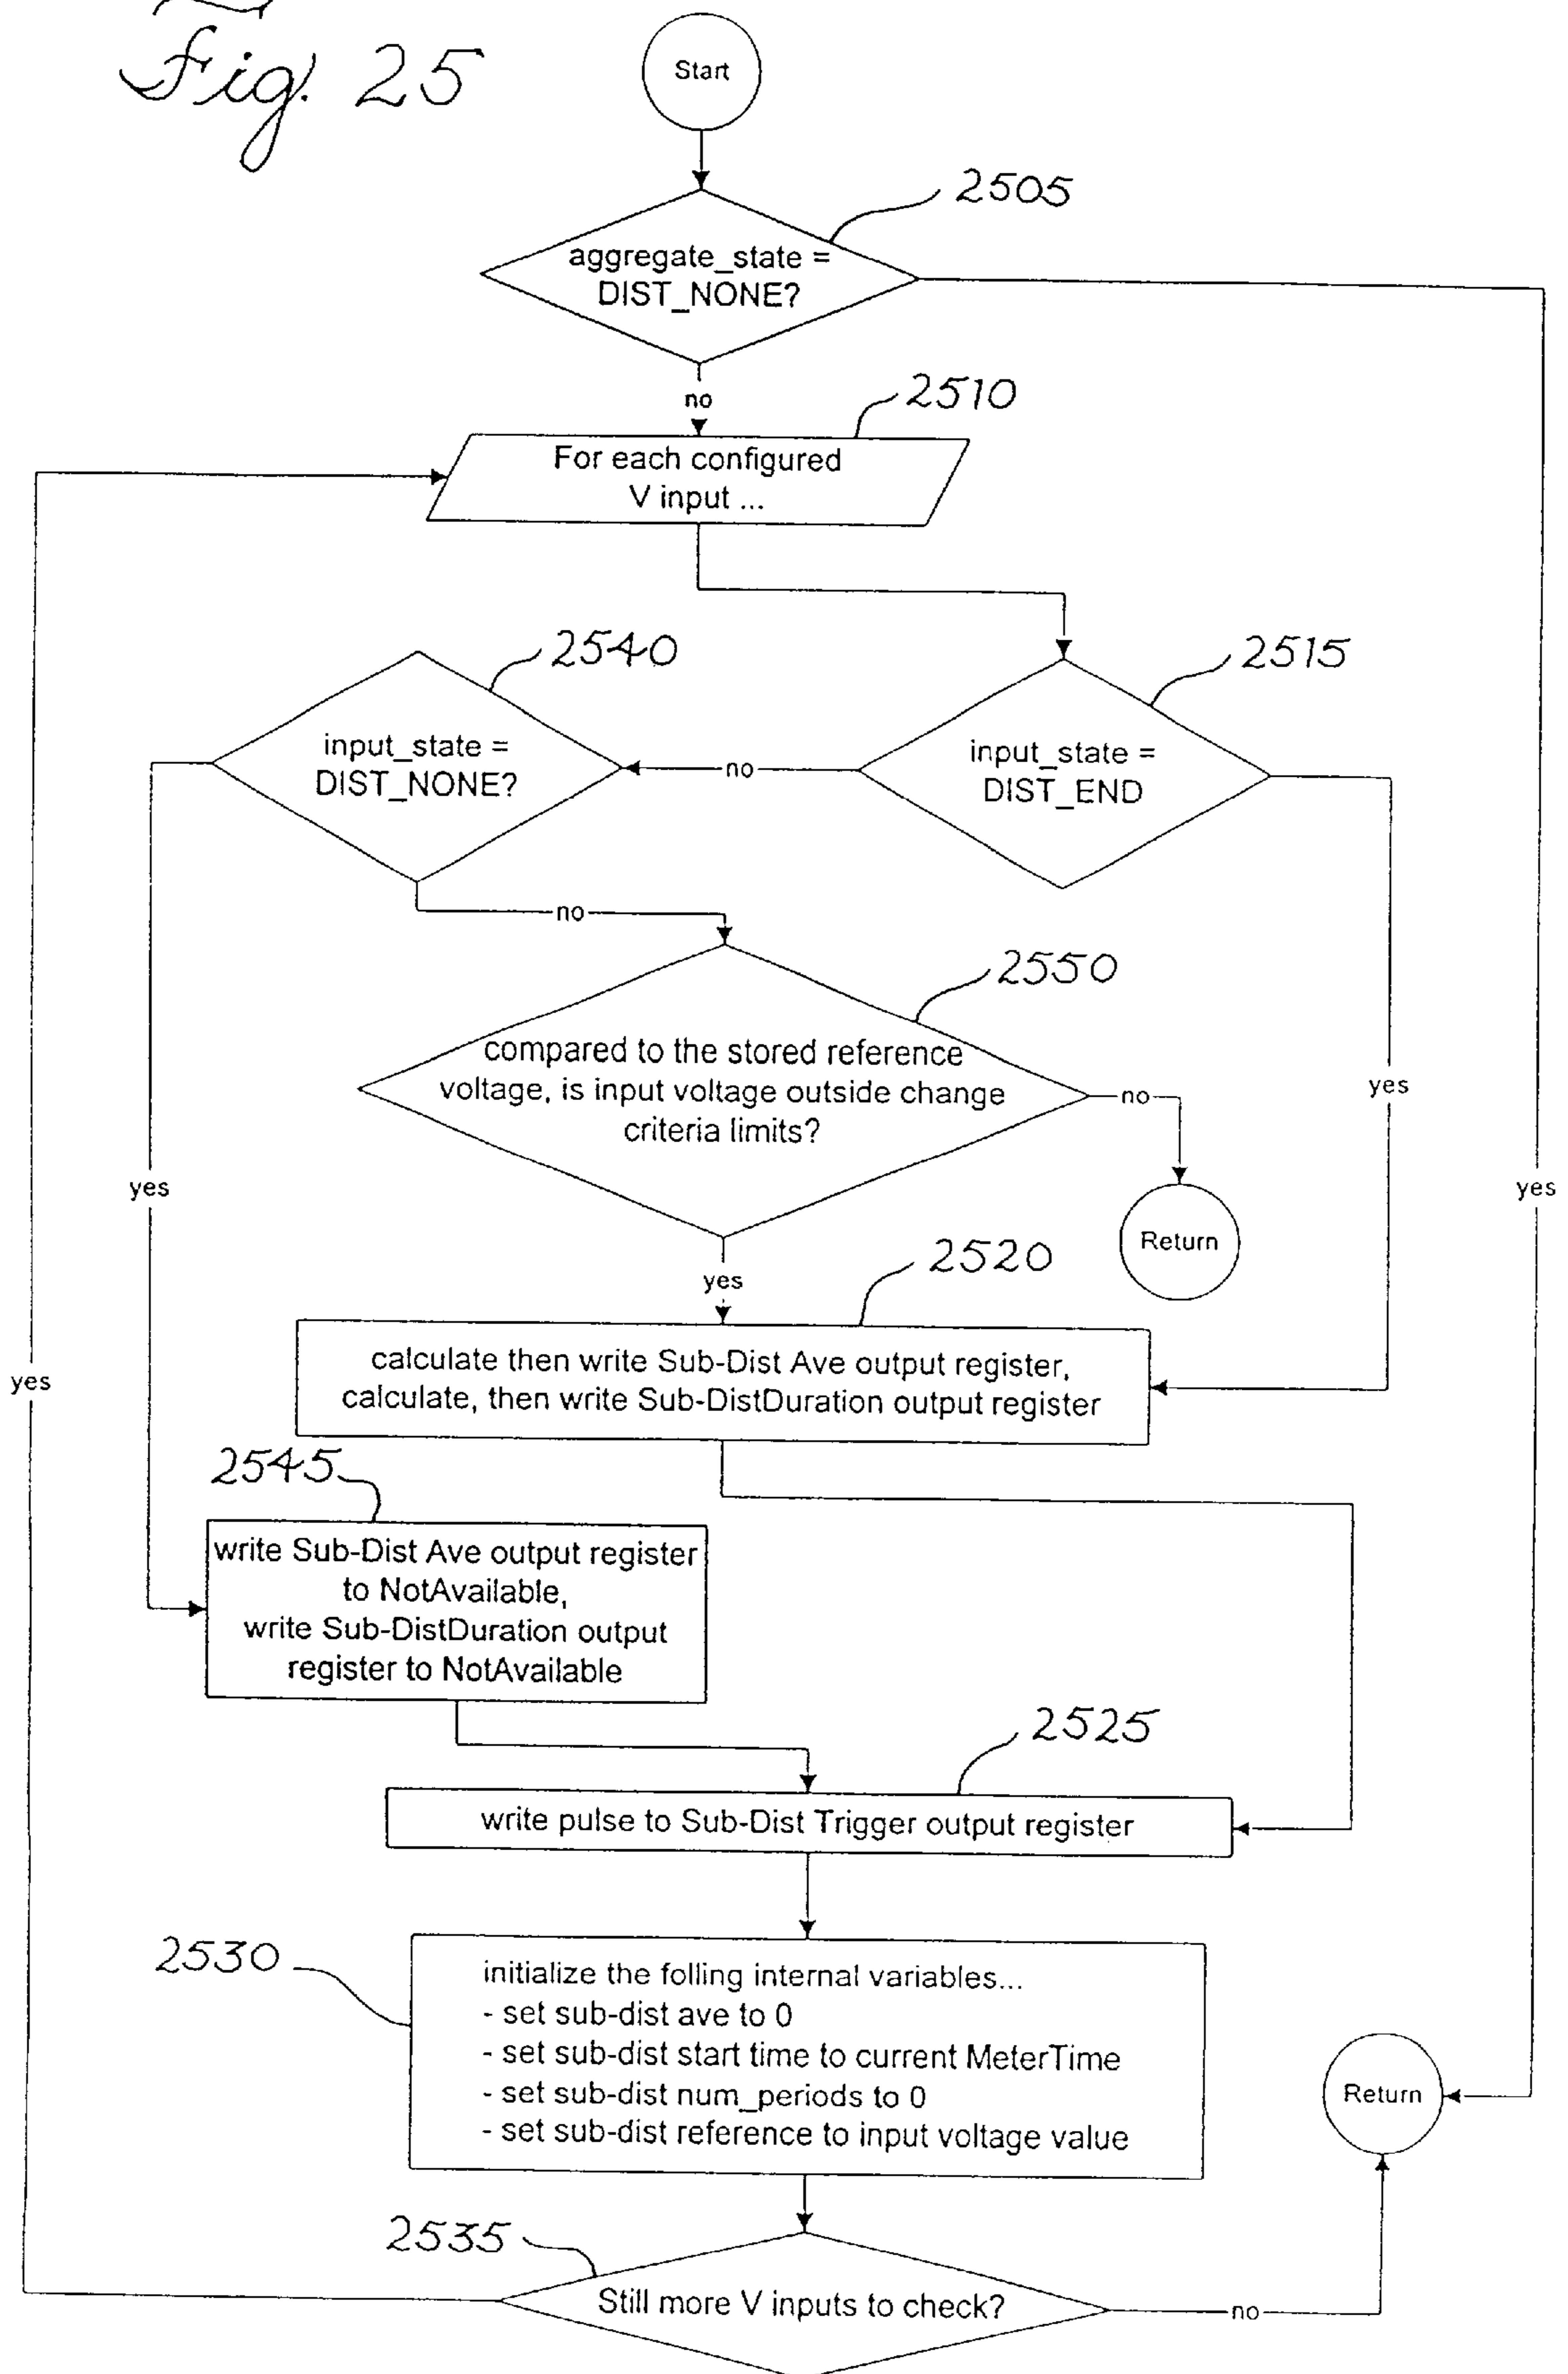 Fig. 25
Start
2505
aggregate_state =
DIST_NONE?
no
2510
For each configured
V input ...
2540
2515
input_state =
DIST_NONE?
no
input_state =
DIST_END
no
2550
compared to the stored reference
voltage, is input voltage outside change
criteria limits?
no
yes
yes
yes
Return
yes
2520
calculate then write Sub-Dist Ave output register,
calculate, then write Sub-DistDuration output register
yes
2545
write Sub-Dist Ave output register
to NotAvailable,
write Sub-DistDuration output
register to NotAvailable
2525
write pulse to Sub-Dist Trigger output register
2530
initialize the folling internal variables...
- set sub-dist ave to 0
- set sub-dist start time to current MeterTime
- set sub-dist num_periods to 0
- set sub-dist reference to input voltage value
Return
2535
Still more V inputs to check?
no